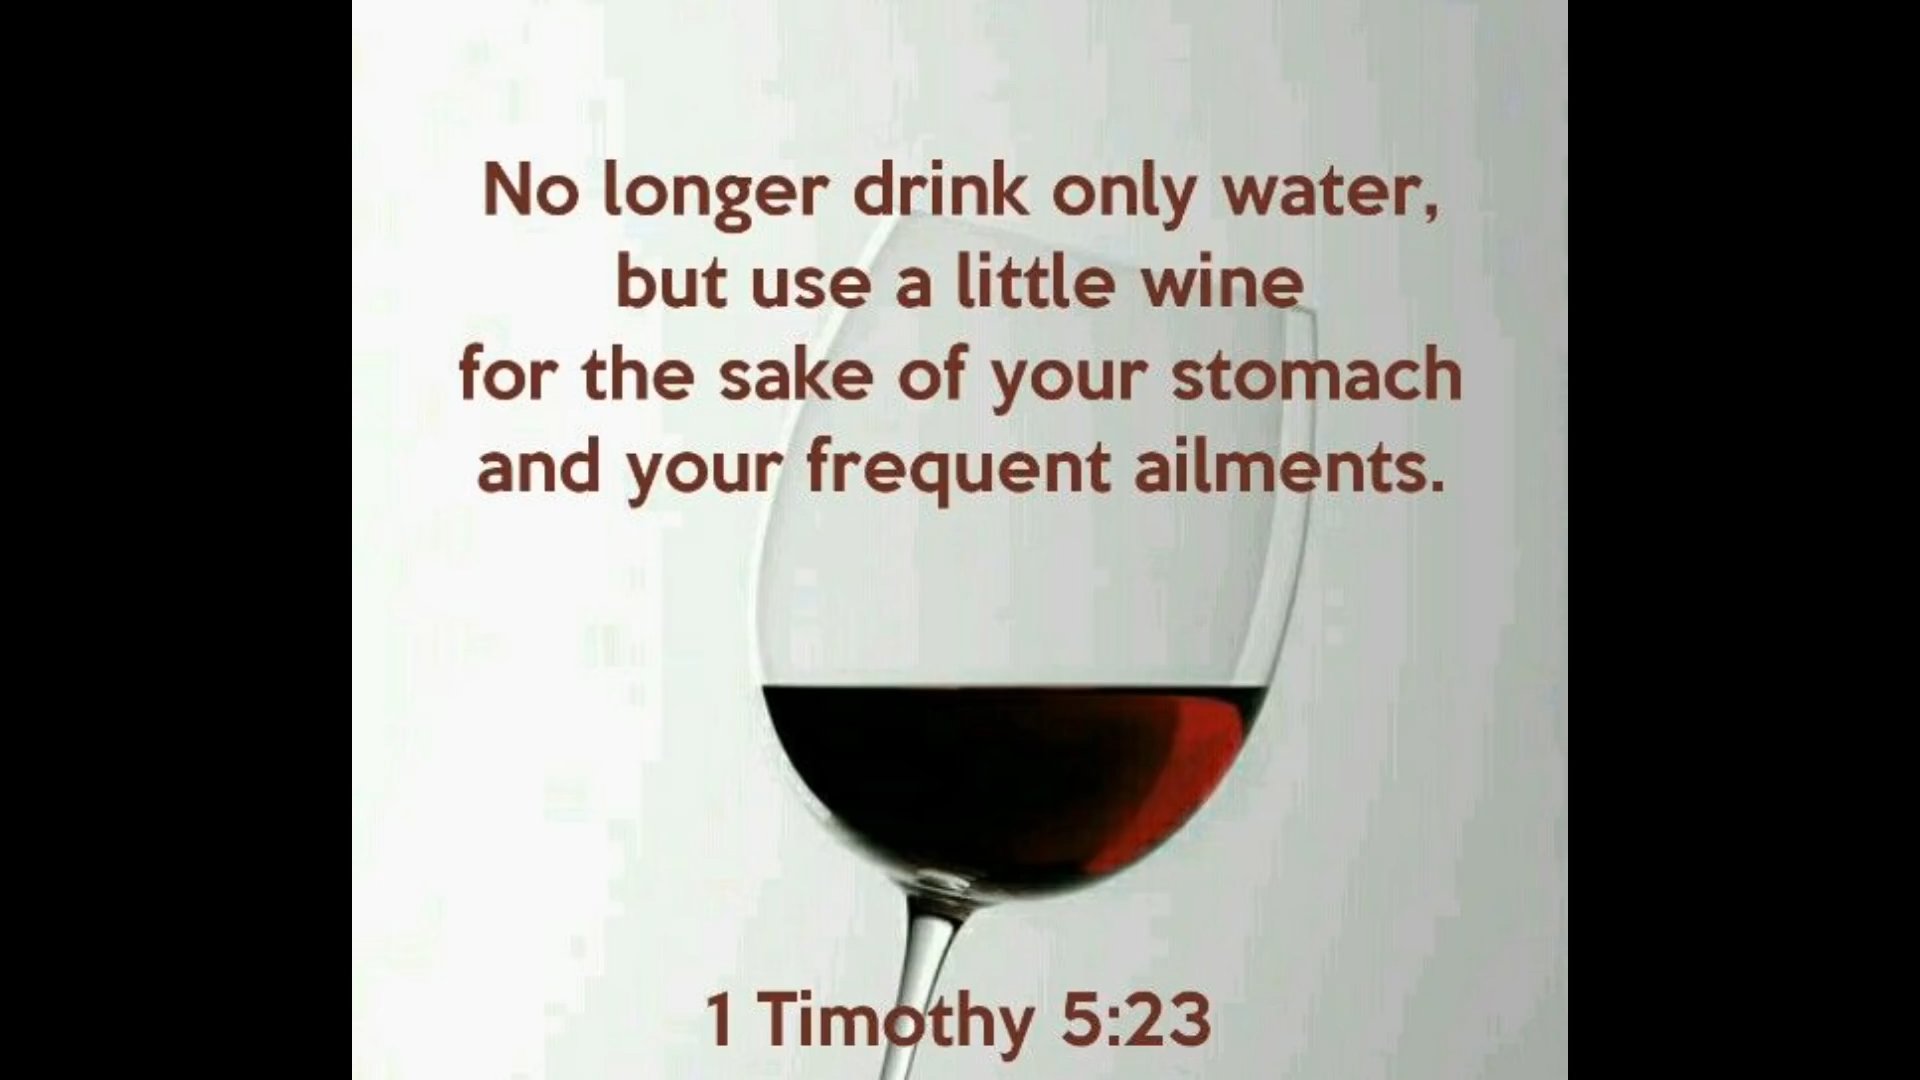 No longer drink only water,
but use a little wine
for the sake of your stomach
and your frequent ailments.
1 Timothy 5:23